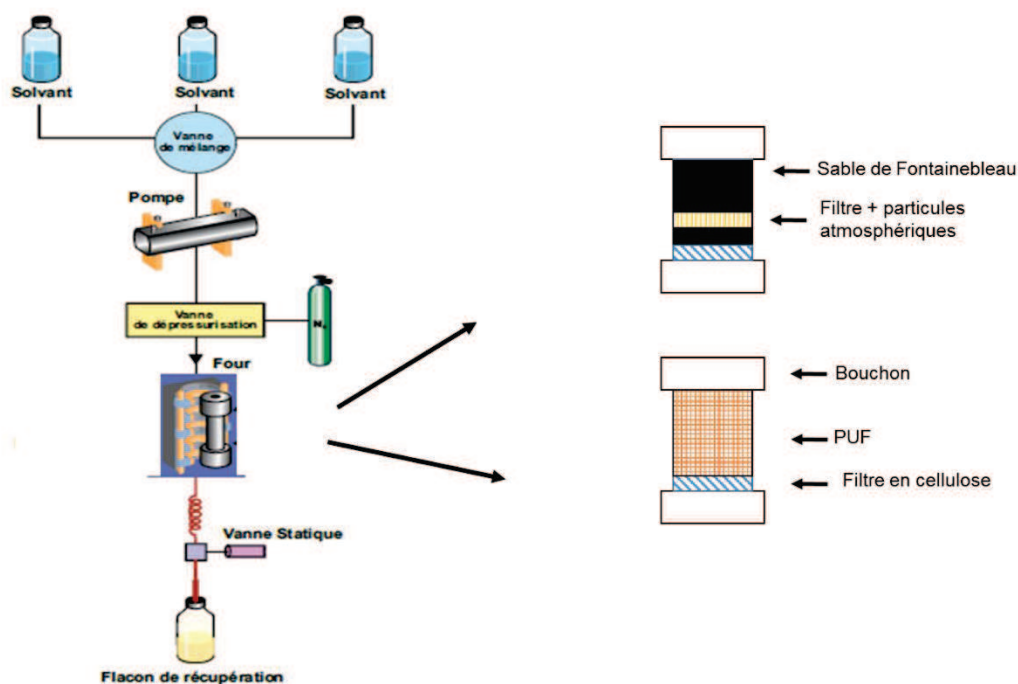 Solvant
Solvant
Solvant
Vanne
de mélange
Pompe
Vanne
de dépressurisation
N₂
Four
Vanne Statique
Flacon de récupération
Sable de Fontainebleau
Filtre + particules
atmosphériques
Bouchon
PUF
Filtre en cellulose